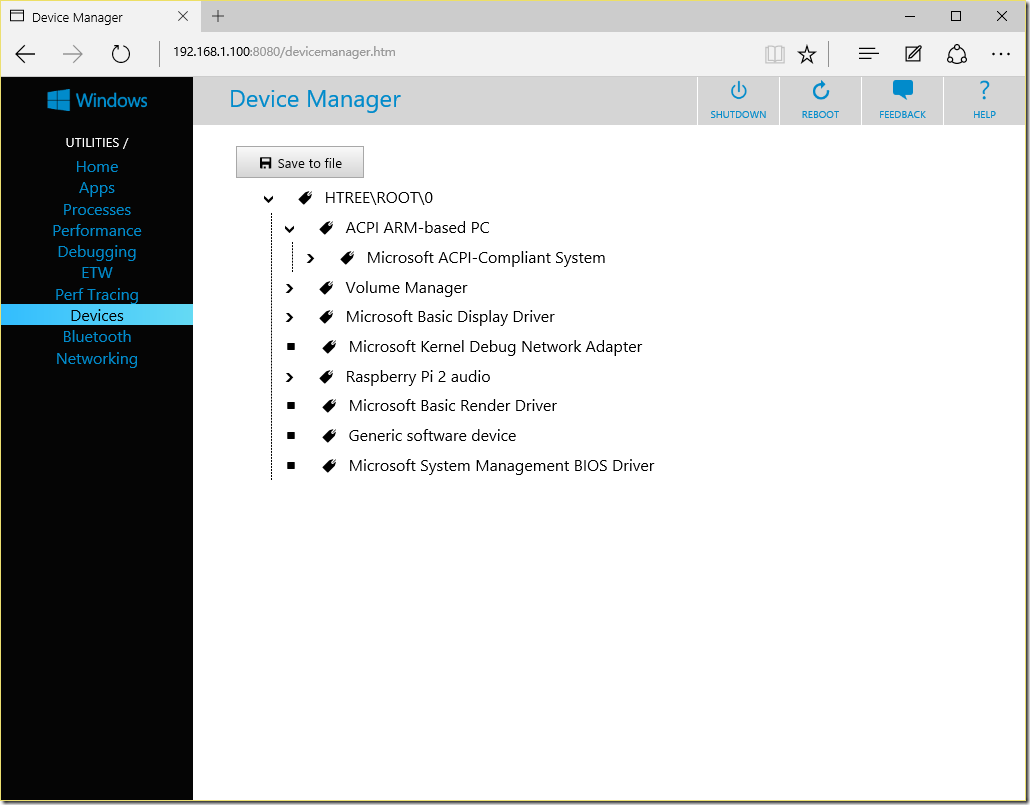 Device Manager
192.168.1.100:8080/devicemanager.htm
Windows
Device Manager
SHUTDOWN
REBOOT
FEEDBACK
?
HELP
UTILITIES /
Home
Apps
Processes
Performance
Debugging
ETW
Perf Tracing
Devices
Bluetooth
Networking
Save to file
HTREE\ROOT\0
ACPI ARM-based PC
Microsoft ACPI-Compliant System
Volume Manager
Microsoft Basic Display Driver
Microsoft Kernel Debug Network Adapter
Raspberry Pi 2 audio
Microsoft Basic Render Driver
Generic software device
Microsoft System Management BIOS Driver